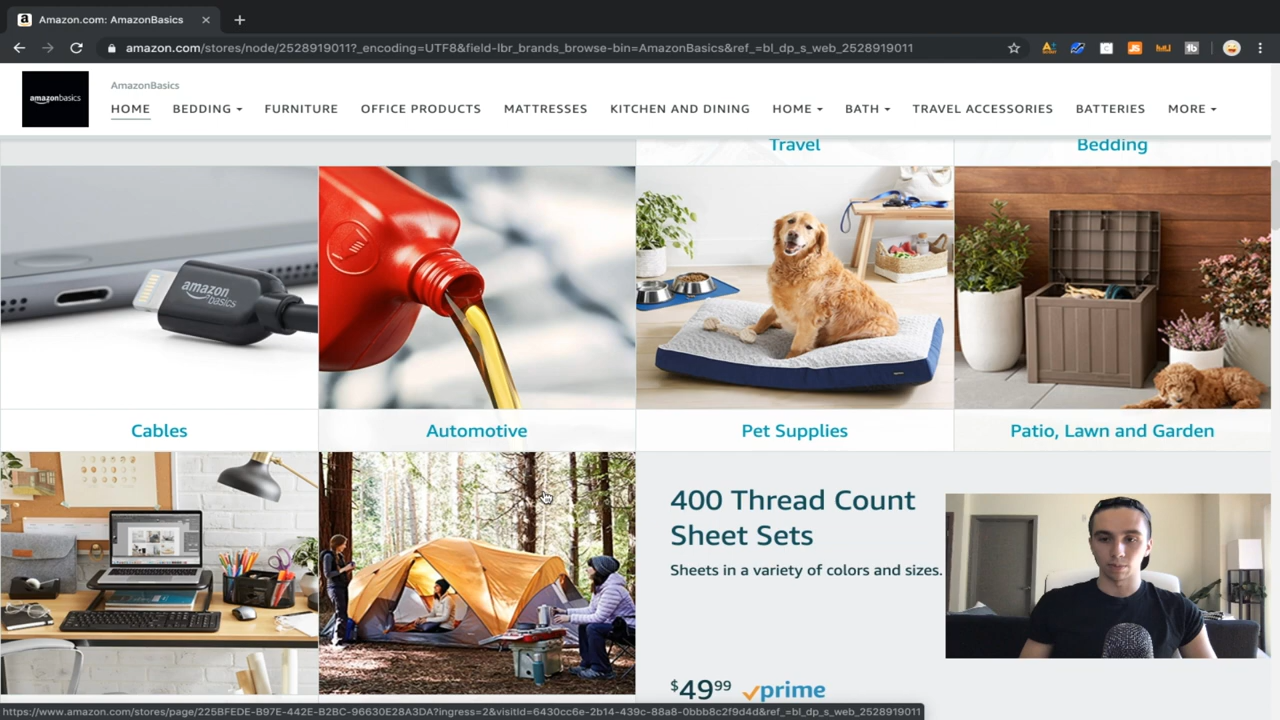 Amazon.com: AmazonBasics
amazon.com/stores/node/2528919011?_encoding=UTF8&field-lbr_brands_browse-bin=AmazonBasics&ref_=bl_dp_s_web_2528919011
amazonbasics
AmazonBasics
HOME BEDDING FURNITURE OFFICE PRODUCTS MATTRESSES KITCHEN AND DINING HOME BATH TRAVEL ACCESSORIES BATTERIES MORE
Travel
Bedding
amazon
basics
Cables
Automotive
Pet Supplies
Patio, Lawn and Garden
400 Thread Count
Sheet Sets
Sheets in a variety of colors and sizes.
$49.99 prime
https://www.amazon.com/stores/page/225BFEDE-B97E-442E-B2BC-96630E28A3DA?ingress=2&visitId=6430cc6e-2b14-439c-88a8-0bbb8c2f9d4d&ref_=bl_dp_s_web_2528919011